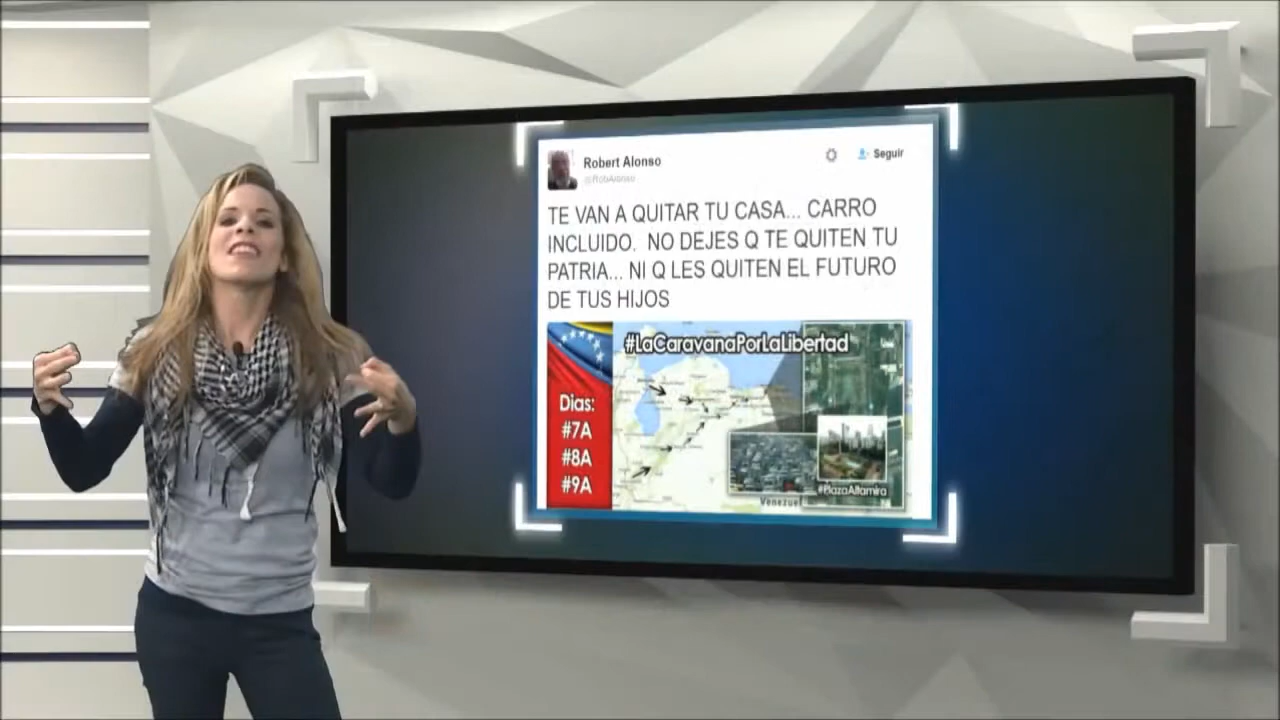 Robert Alonso
@RobAlonso
Seguir
TE VAN A QUITAR TU CASA... CARRO
INCLUIDO. NO DEJES Q TE QUITEN TU
PATRIA... NI Q LES QUITEN EL FUTURO
DE TUS HIJOS
#LaCaravanaPorLaLibertad
Dias:
#7A
#8A
#9A
#PlazaAltamira
Venezuel